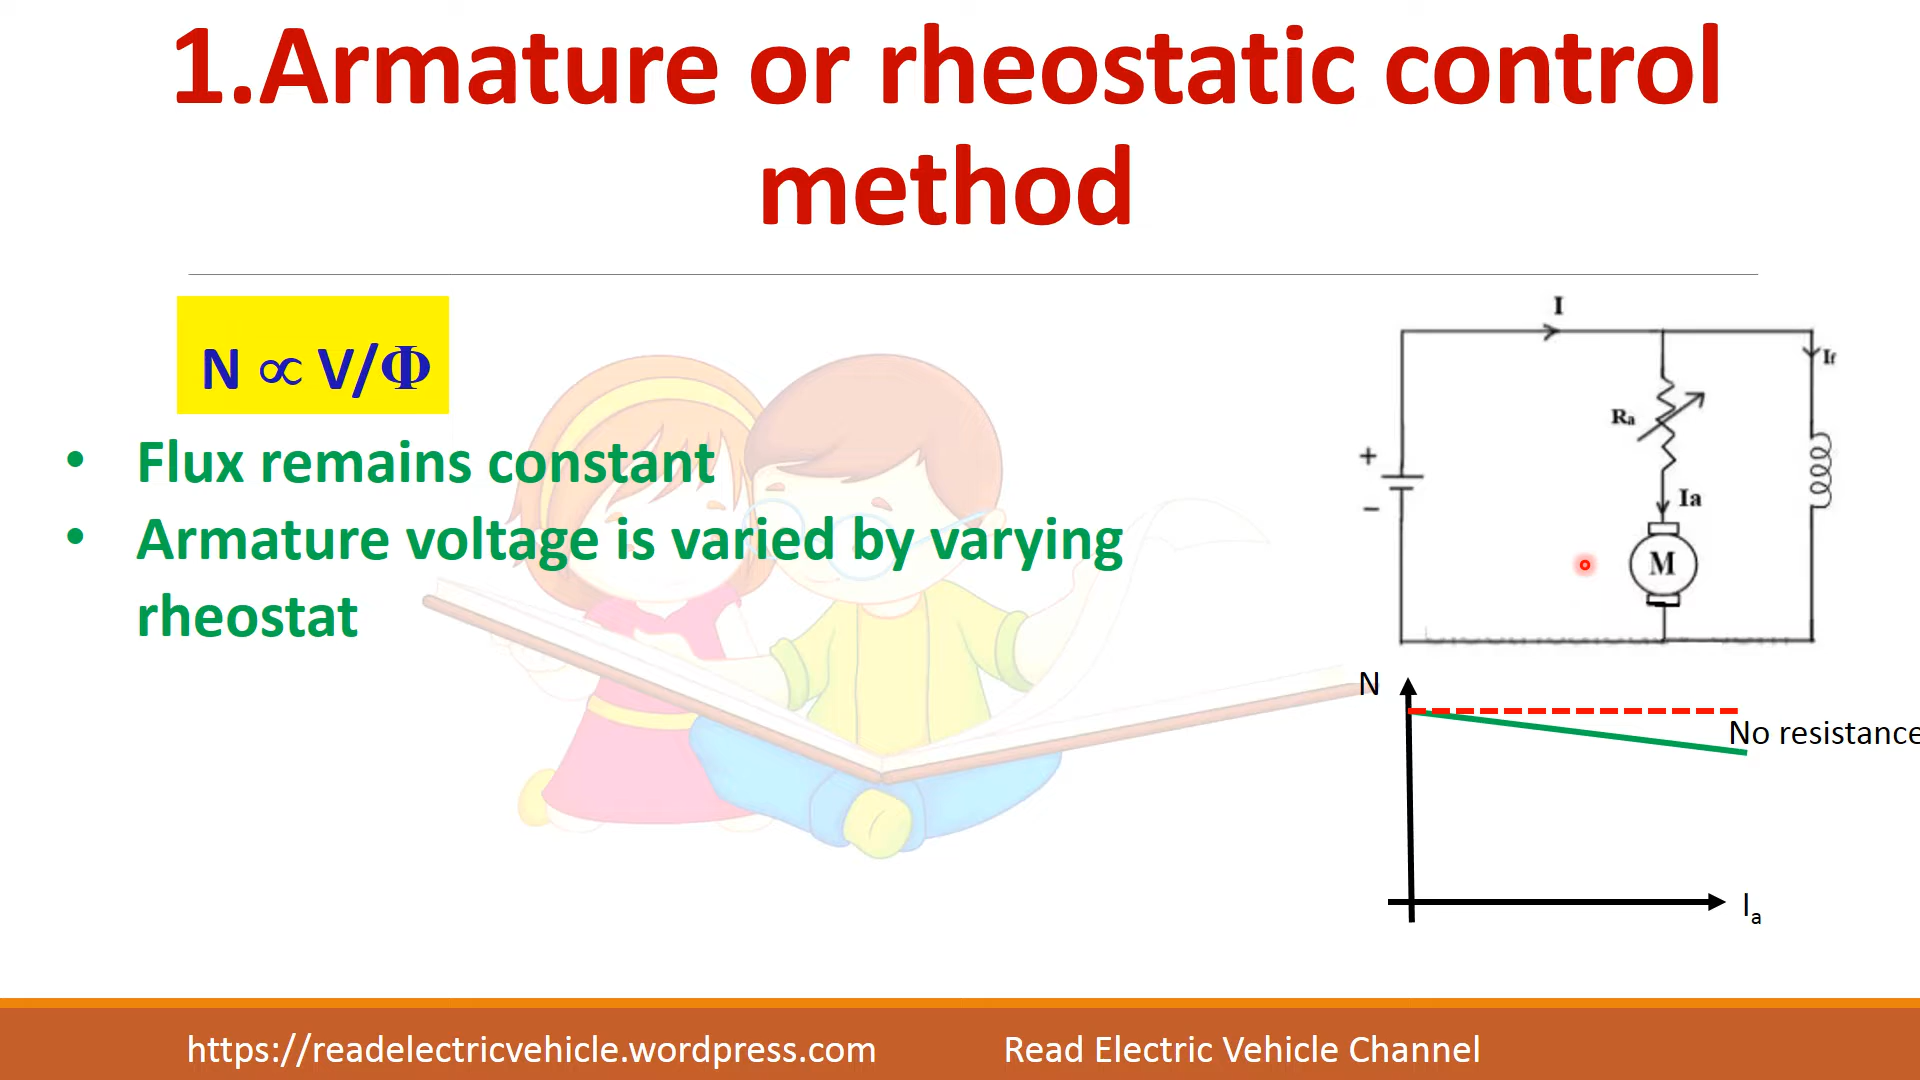 1.Armature or rheostatic control
method
N ∝ V/Φ
• Flux remains constant
• Armature voltage is varied by varying
rheostat
I
If
Ra
+
Ia
−
M
N
No resistance
Ia
https://readelectricvehicle.wordpress.com
Read Electric Vehicle Channel